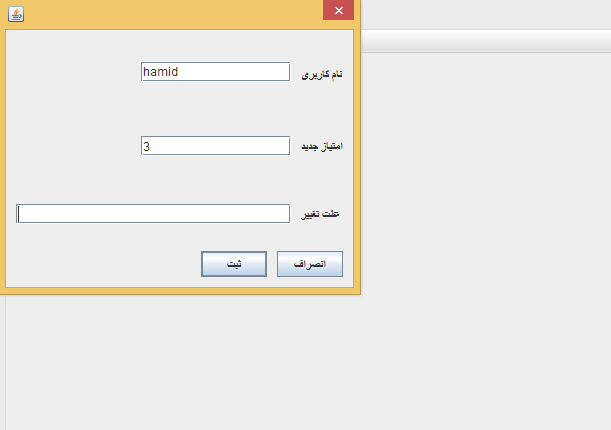 نام کاربری hamid
امتیاز جدید 3
علت تغییر
انصراف ثبت